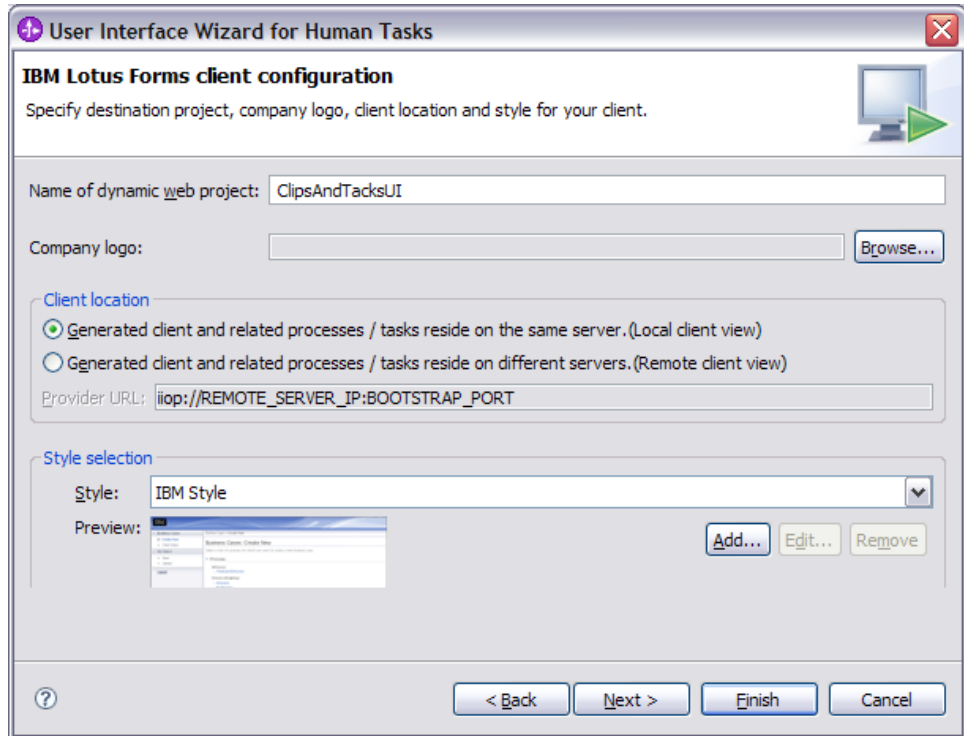 User Interface Wizard for Human Tasks
IBM Lotus Forms client configuration
Specify destination project, company logo, client location and style for your client.
Name of dynamic web project: ClipsAndTacksUI
Company logo: Browse...
Client location
Generated client and related processes / tasks reside on the same server.(Local client view)
Generated client and related processes / tasks reside on different servers.(Remote client view)
Provider URL: iiop://REMOTE_SERVER_IP:BOOTSTRAP_PORT
Style selection
Style: IBM Style
Preview: Add... Edit... Remove
Business Cases: Create New
< Back Next > Finish Cancel